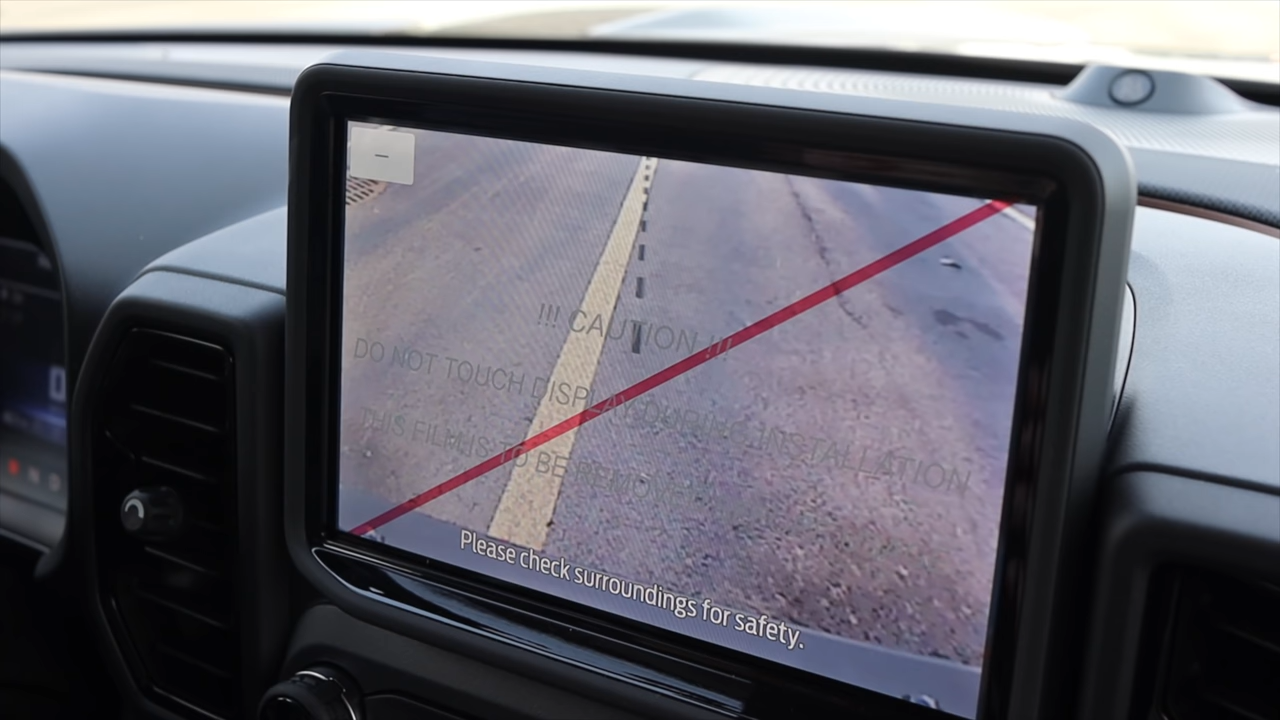 !!! CAUTION !!!
DO NOT TOUCH DISPLAY DURING INSTALLATION
THIS FILM IS TO BE REMOVED
Please check surroundings for safety.